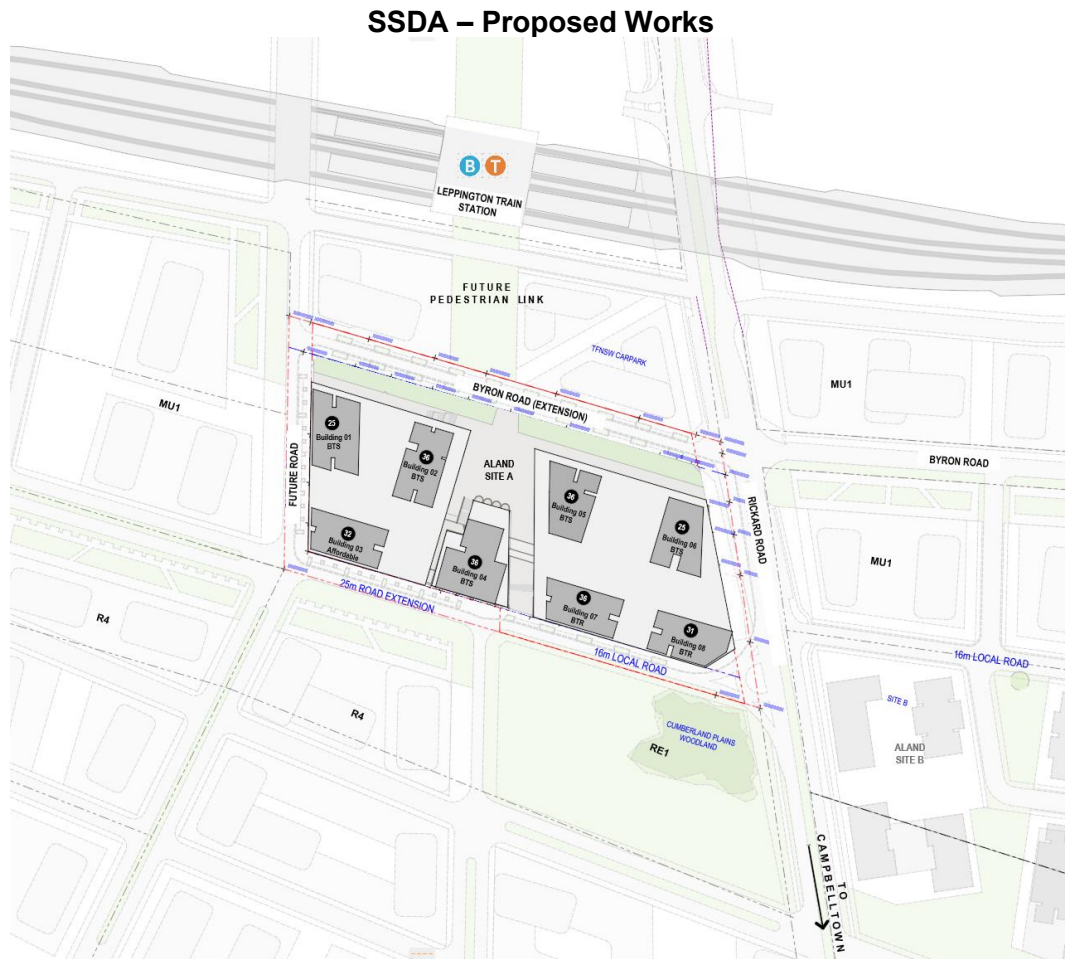 SSDA – Proposed Works
B T
LEPPINGTON TRAIN
STATION
FUTURE
PEDESTRIAN LINK
TFNSW CARPARK
MU1
MU1
BYRON ROAD (EXTENSION)
BYRON ROAD
FUTURE ROAD
25
Building 01
BTS
36
Building 02
BTS
ALAND
SITE A
36
Building 05
BTS
25
Building 06
BTS
RICKARD ROAD
32
Building 03
Affordable
36
Building 04
BTS
MU1
36
Building 07
BTR
31
Building 08
BTR
25m ROAD EXTENSION
16m LOCAL ROAD
16m LOCAL ROAD
R4
R4
SITE B
CUMBERLAND PLAINS
WOODLAND
RE1
ALAND
SITE B
TO
CAMPBELLTOWN